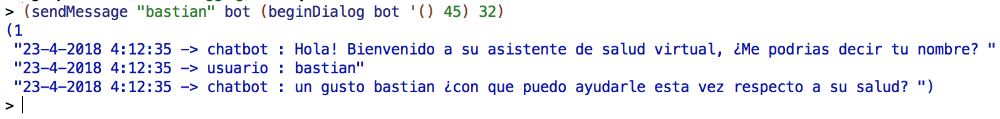 > (sendMessage "bastian" bot (beginDialog bot '() 45) 32)
(1
"23-4-2018 4:12:35 -> chatbot : Hola! Bienvenido a su asistente de salud virtual, ¿Me podrias decir tu nombre? "
"23-4-2018 4:12:35 -> usuario : bastian"
"23-4-2018 4:12:35 -> chatbot : un gusto bastian ¿con que puedo ayudarle esta vez respecto a su salud? ")
>